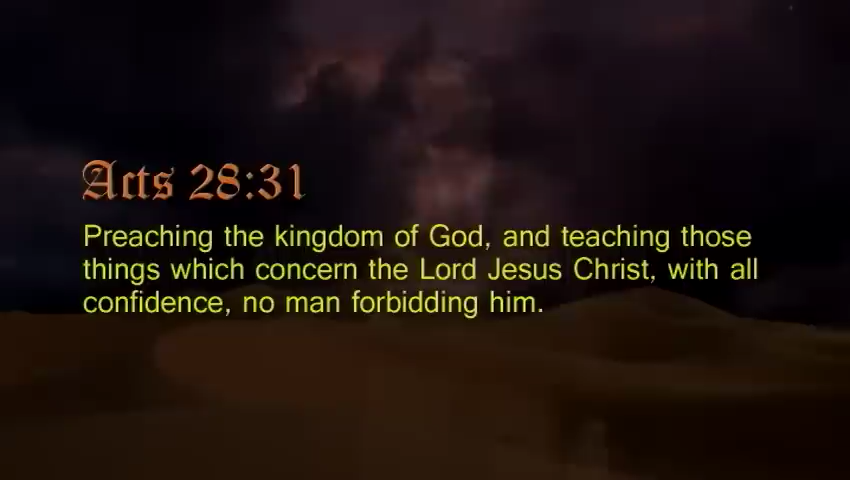 Acts 28:31
Preaching the kingdom of God, and teaching those
things which concern the Lord Jesus Christ, with all
confidence, no man forbidding him.